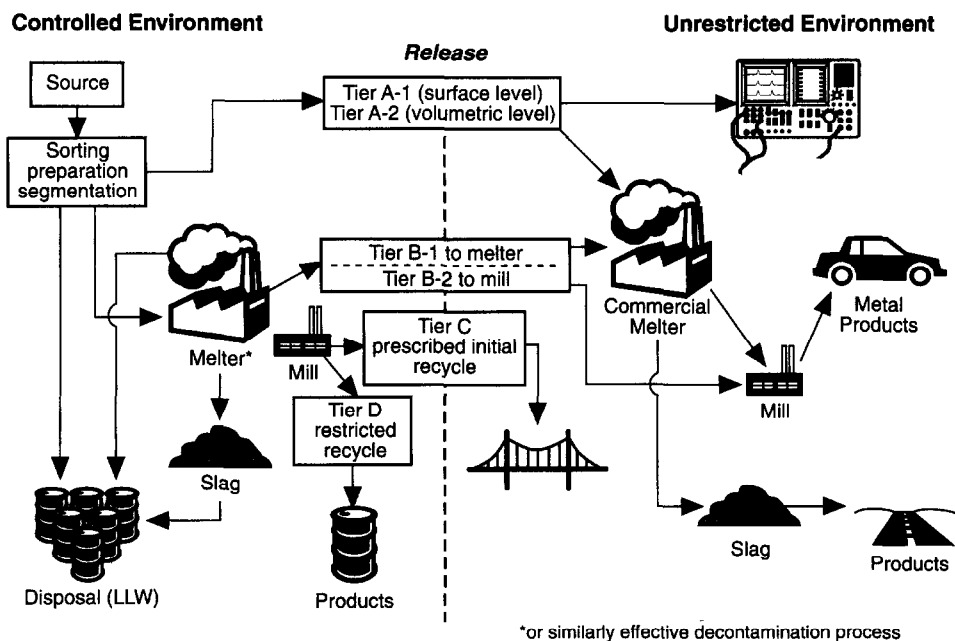 Controlled Environment
Unrestricted Environment
Release
Source
Tier A-1 (surface level)
Tier A-2 (volumetric level)
Sorting
preparation
segmentation
Tier B-1 to melter
Tier B-2 to mill
Commercial
Melter
Metal
Products
Melter*
Mill
Tier C
prescribed initial
recycle
Mill
Tier D
restricted
recycle
Slag
Slag
Products
Disposal (LLW)
Products
*or similarly effective decontamination process